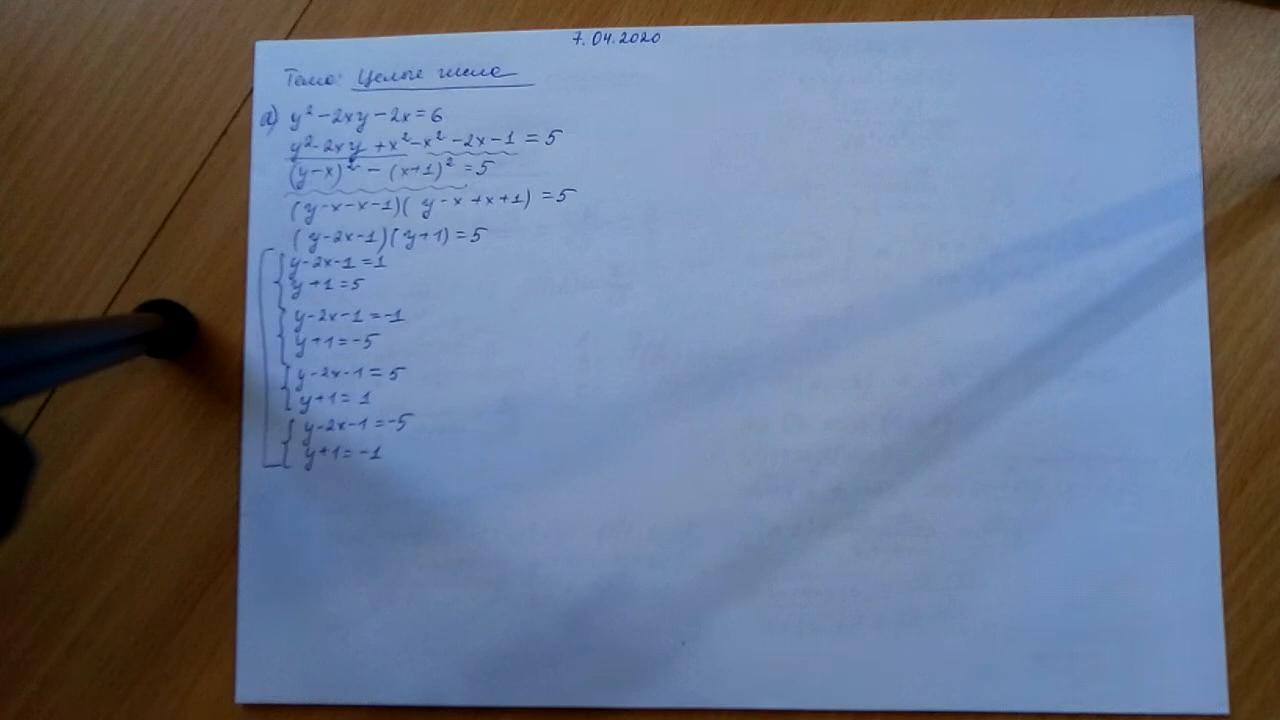 7.04.2020
Тема: Целые числа
а) y² - 2xy - 2x = 6
y² - 2xy + x² - x² - 2x - 1 = 5
(y-x)² - (x+1)² = 5
(y-x-x-1)(y-x+x+1) = 5
(y-2x-1)(y+1) = 5
y-2x-1 = 1
y+1 = 5
y-2x-1 = -1
y+1 = -5
y-2x-1 = 5
y+1 = 1
y-2x-1 = -5
y+1 = -1